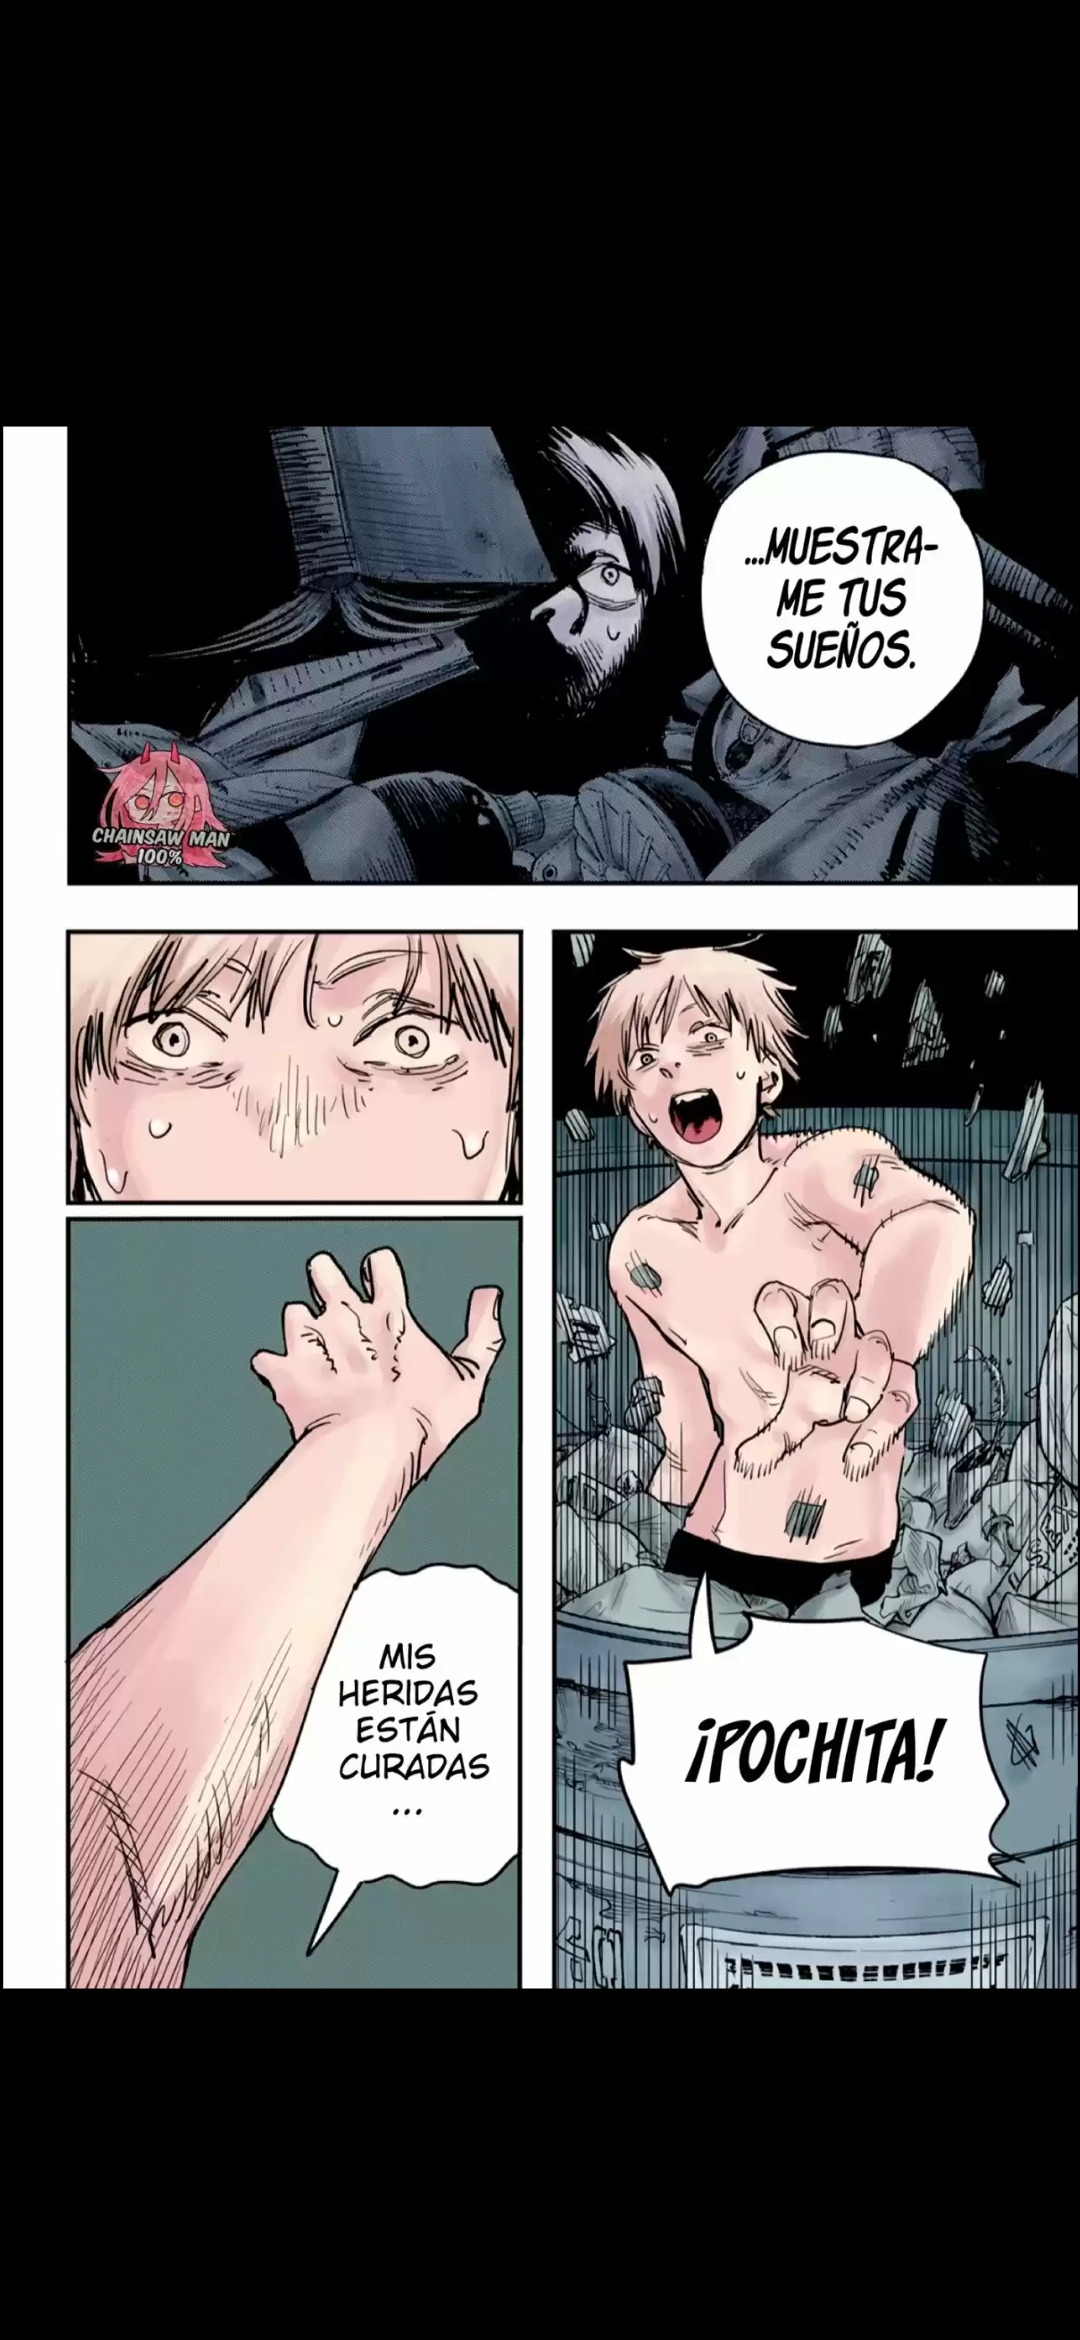 ...MUESTRA-
ME TUS
SUEÑOS.
CHAINSAW MAN
100%
¡POCHITA!
MIS
HERIDAS
ESTÁN
CURADAS
...